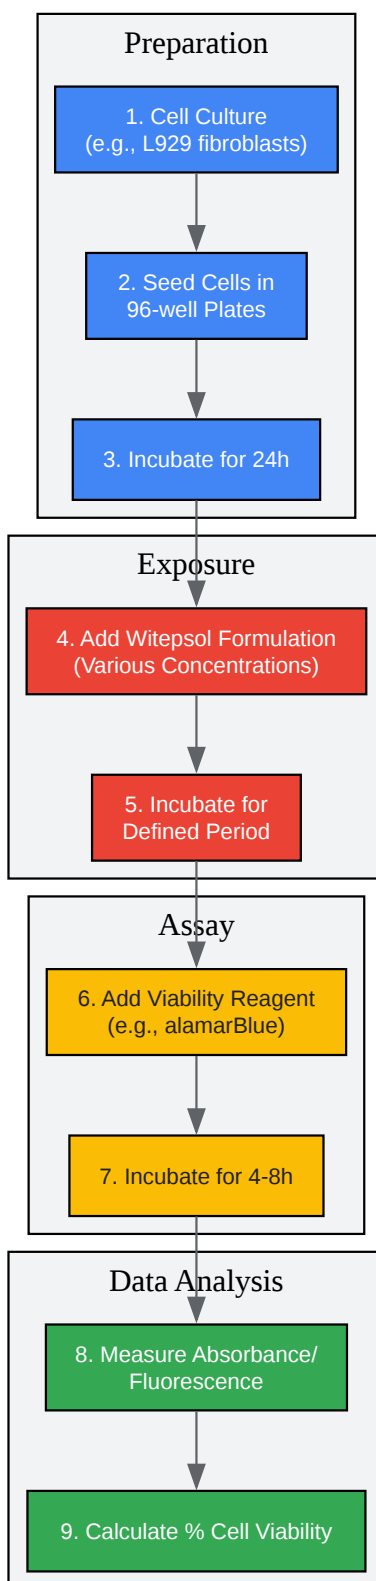 Preparation
1. Cell Culture
(e.g., L929 fibroblasts)
2. Seed Cells in
96-well Plates
3. Incubate for 24h
Exposure
4. Add Witepsol Formulation
(Various Concentrations)
5. Incubate for
Defined Period
Assay
6. Add Viability Reagent
(e.g., alamarBlue)
7. Incubate for 4-8h
Data Analysis
8. Measure Absorbance/
Fluorescence
9. Calculate % Cell Viability